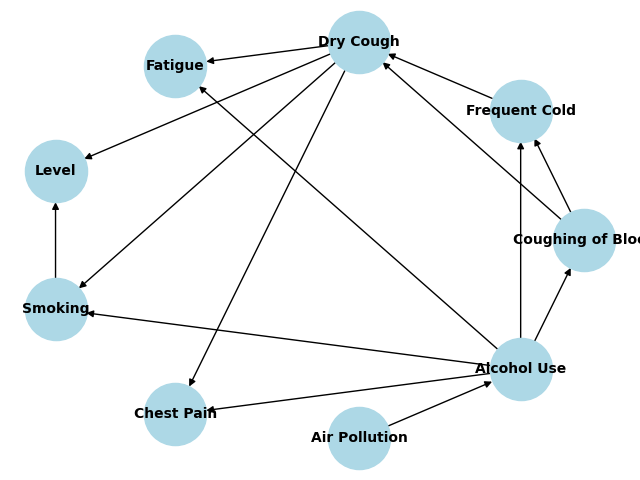 Dry Cough
Fatigue
Frequent Cold
Level
Coughing of Bloo
Smoking
Alcohol Use
Chest Pain
Air Pollution